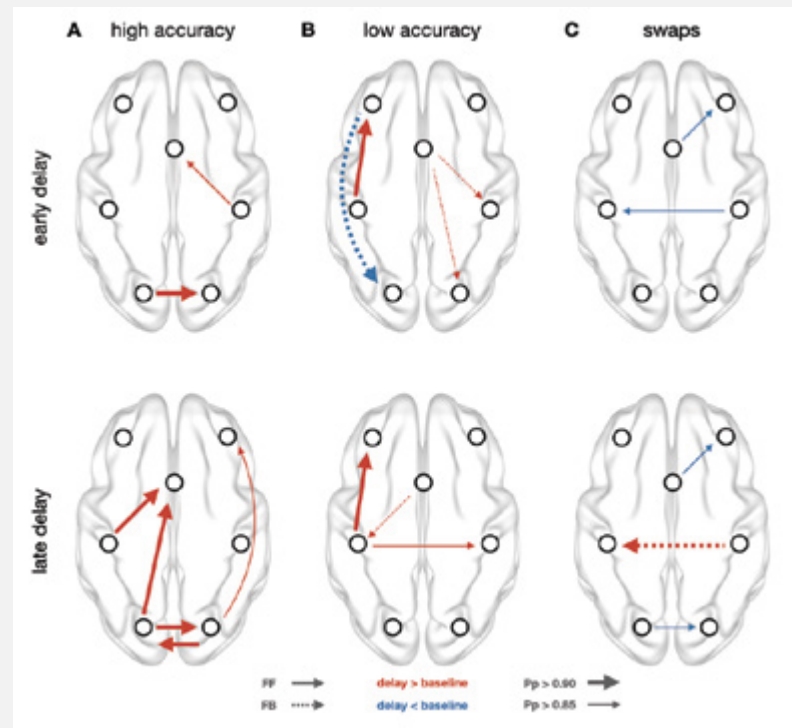 A high accuracy B low accuracy C swaps
early delay
late delay
FF delay > baseline Pp > 0.90
FB delay < baseline Pp > 0.85